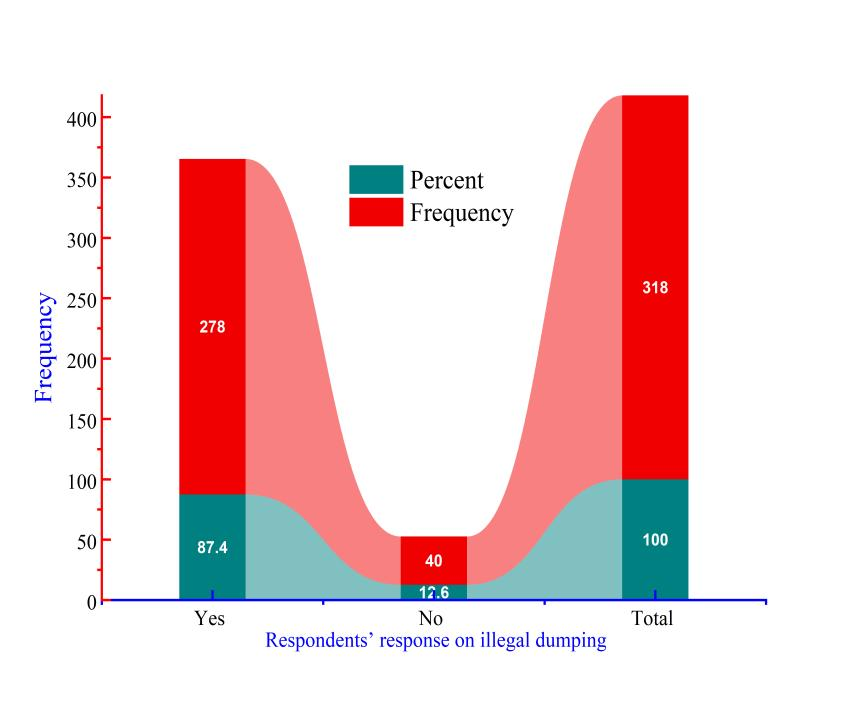 400
350
300
250
200
150
100
50
0
Frequency
Percent
Frequency
278
87.4
40
12.6
318
100
Yes
No
Total
Respondents’ response on illegal dumping